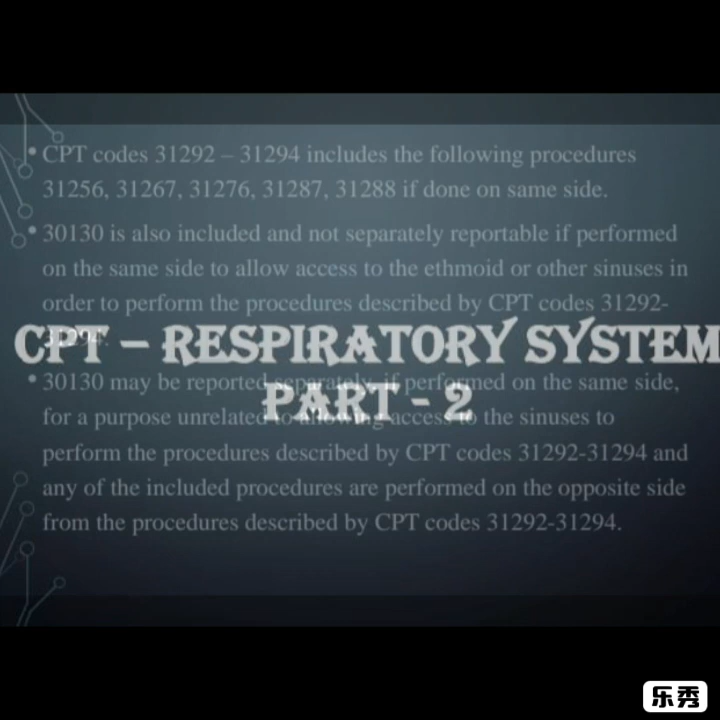 • CPT codes 31292 – 31294 includes the following procedures
31256, 31267, 31276, 31287, 31288 if done on same side.
• 30130 is also included and not separately reportable if performed
on the same side to allow access to the ethmoid or other sinuses in
order to perform the procedures described by CPT codes 31292-
31294.
CPT – RESPIRATORY SYSTEM
• 30130 may be reported separately, if performed on the same side,
PART - 2
for a purpose unrelated to allowing access to the sinuses to
perform the procedures described by CPT codes 31292-31294 and
any of the included procedures are performed on the opposite side
from the procedures described by CPT codes 31292-31294.
乐秀